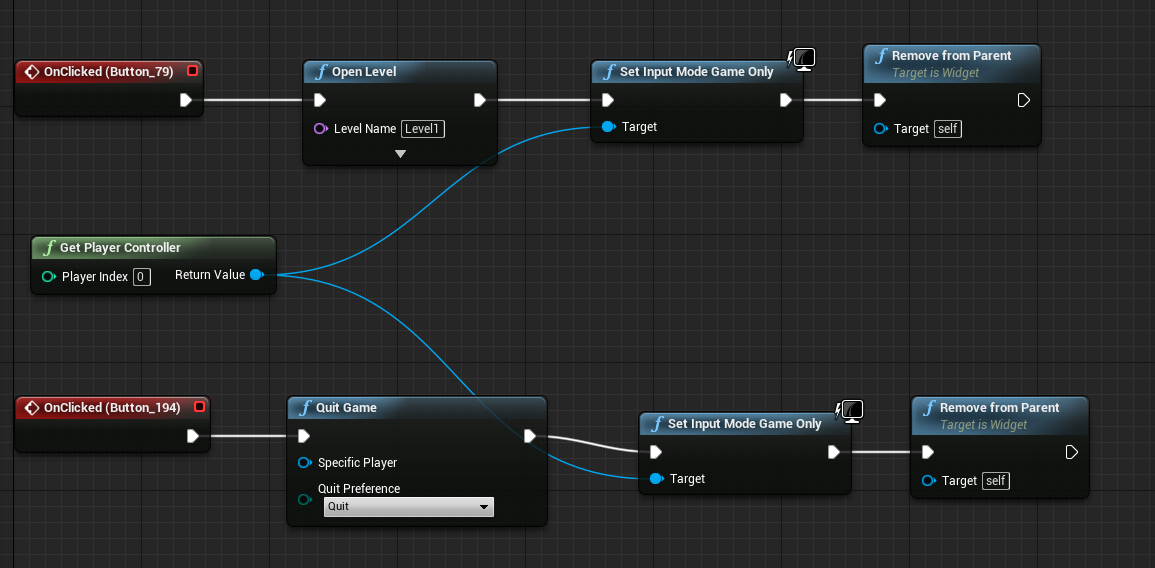 OnClicked (Button_79)
Open Level
Level Name Level1
Set Input Mode Game Only
Target
Remove from Parent
Target is Widget
Target self
Get Player Controller
Player Index 0 Return Value
OnClicked (Button_194)
Quit Game
Specific Player
Quit Preference
Quit
Set Input Mode Game Only
Target
Remove from Parent
Target is Widget
Target self